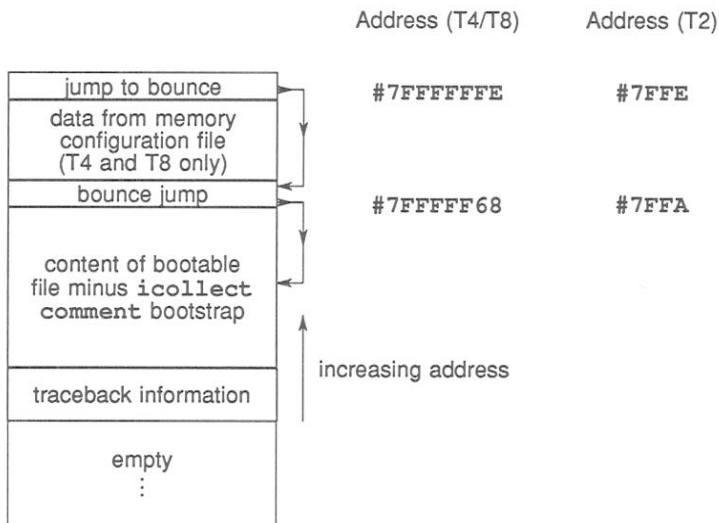 Address (T4/T8) Address (T2)
jump to bounce #7FFFFFFE #7FFE
data from memory
configuration file
(T4 and T8 only)
bounce jump #7FFFFF68 #7FFA
content of bootable
file minus icollect
comment bootstrap
increasing address
traceback information
empty
⋮